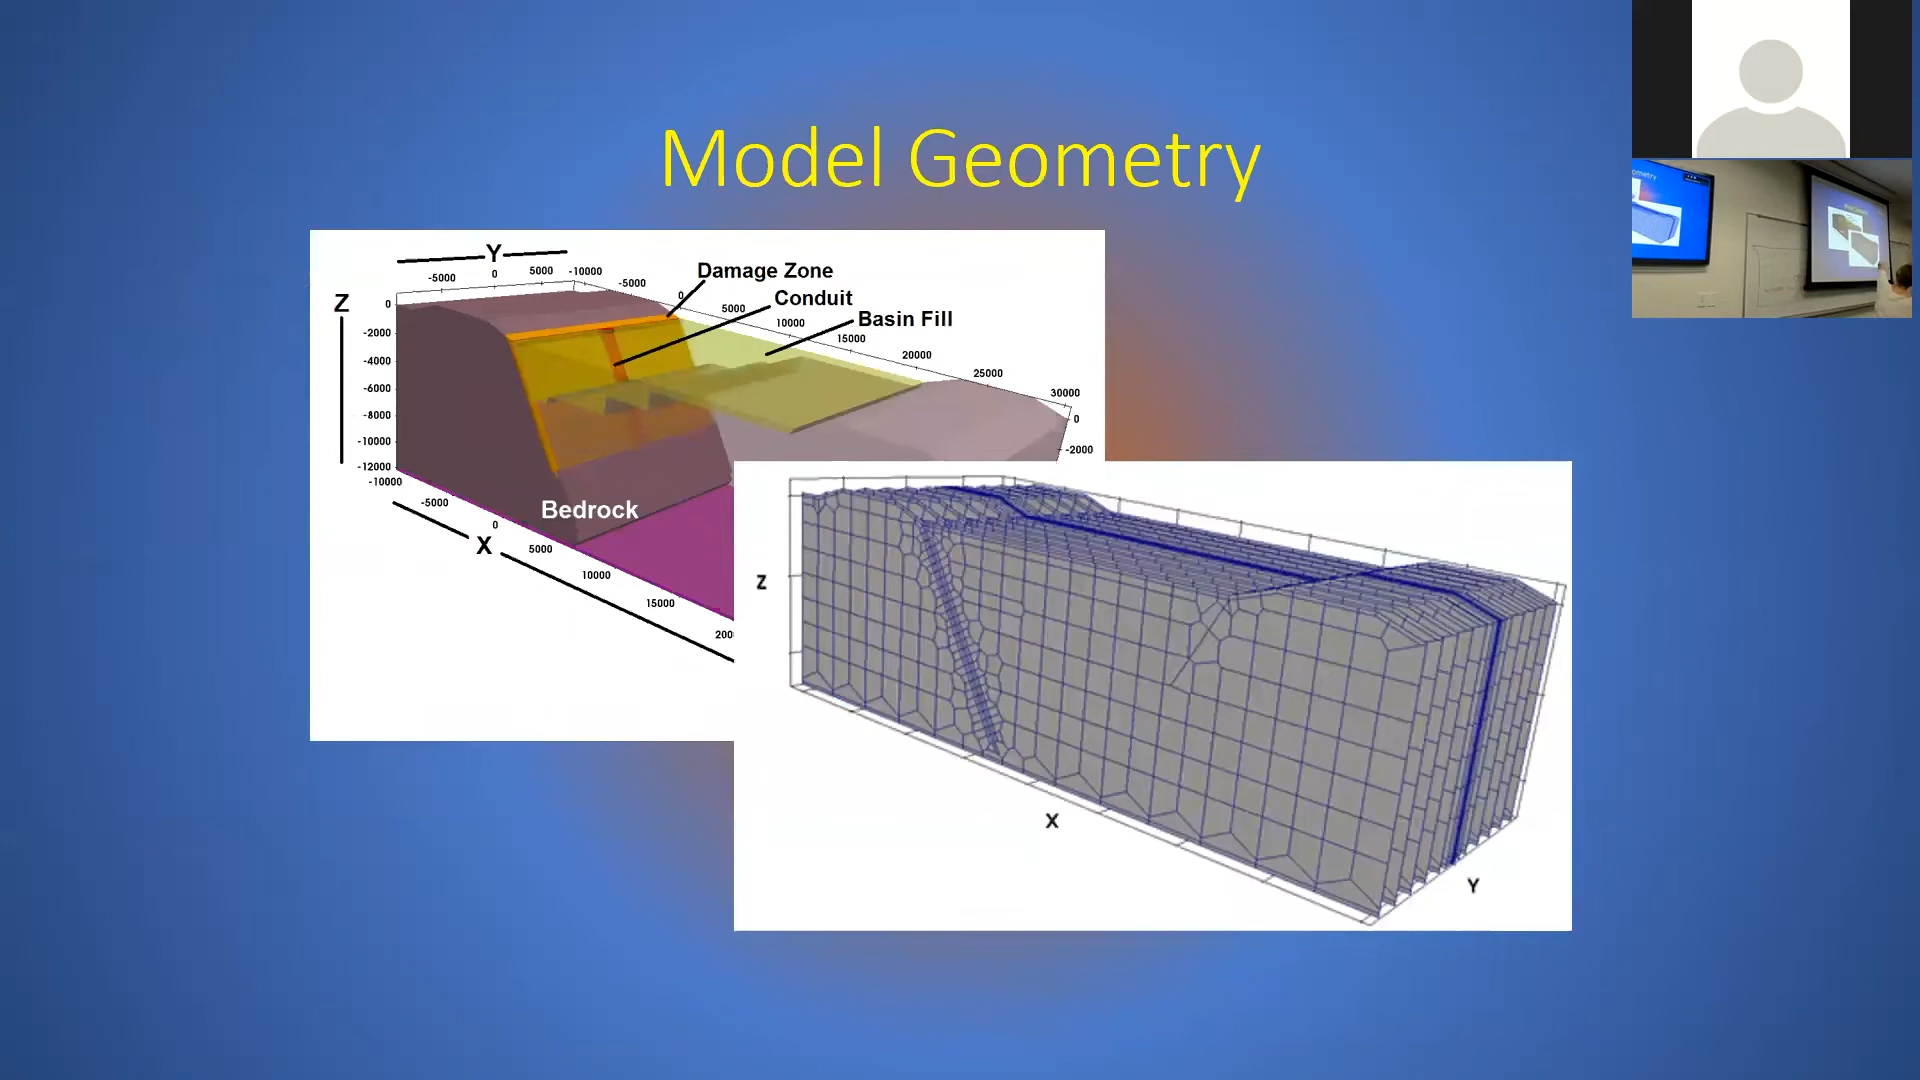 Model Geometry
Y
-5000 0 5000 -10000
-5000
0
5000
10000
15000
20000
25000
30000
0
-2000
Damage Zone
Conduit
Basin Fill
Z
0
-2000
-4000
-6000
-8000
-10000
-12000
-10000
-5000
0
5000
10000
15000
X
Bedrock
Z
X
Y